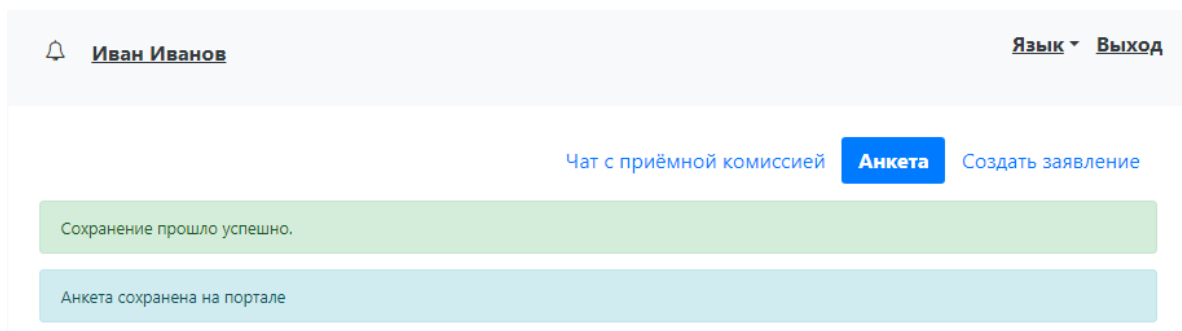 Иван Иванов Язык Выход
Чат с приёмной комиссией Анкета Создать заявление
Сохранение прошло успешно.
Анкета сохранена на портале